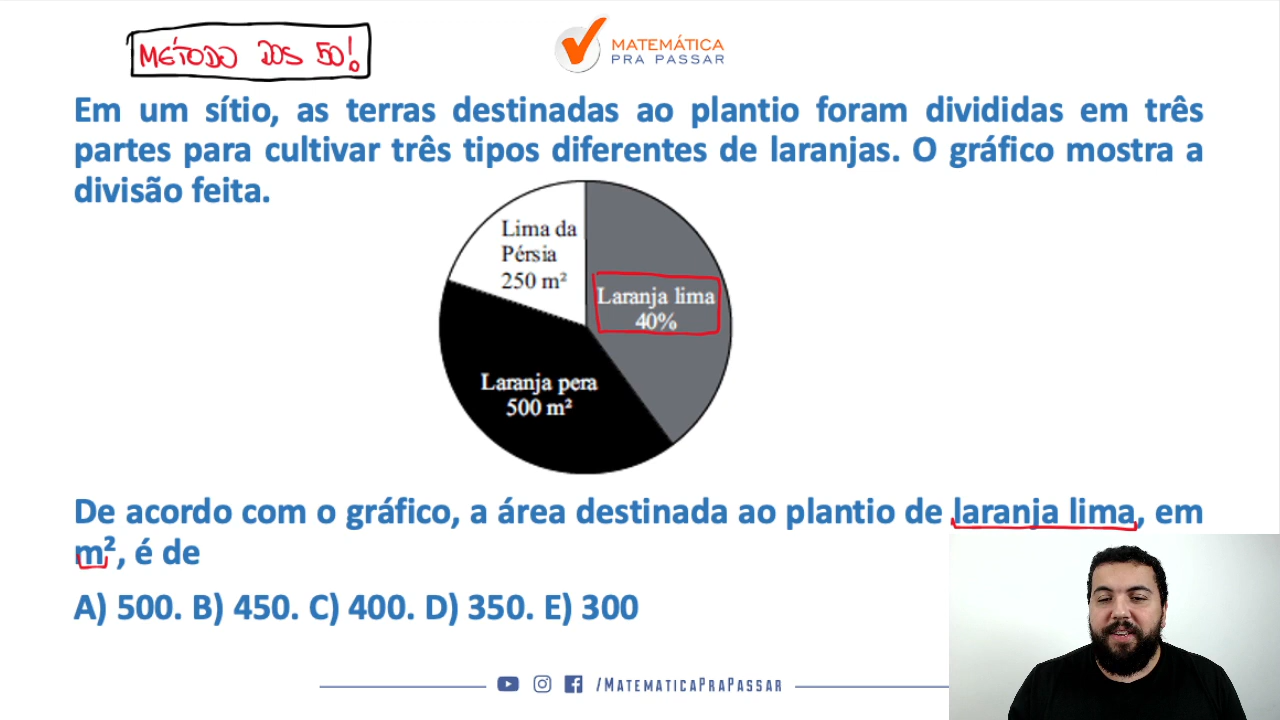 MÉTODO DOS 50!
MATEMÁTICA
PRA PASSAR
Em um sítio, as terras destinadas ao plantio foram divididas em três
partes para cultivar três tipos diferentes de laranjas. O gráfico mostra a
divisão feita.
Lima da
Pérsia
250 m²
Laranja lima
40%
Laranja pera
500 m²
De acordo com o gráfico, a área destinada ao plantio de laranja lima, em
m², é de
A) 500. B) 450. C) 400. D) 350. E) 300
/MATEMATICAPRAPASSAR